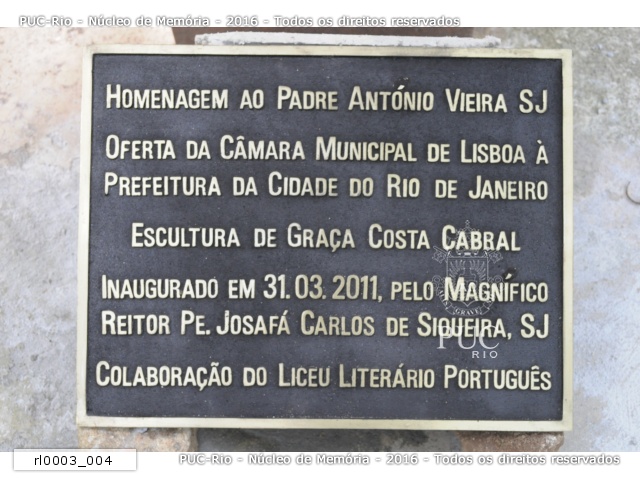 PUC-Rio - Núcleo de Memória - 2016 - Todos os direitos reservados
HOMENAGEM AO PADRE ANTÓNIO VIEIRA SJ
OFERTA DA CÂMARA MUNICIPAL DE LISBOA À
PREFEITURA DA CIDADE DO RIO DE JANEIRO
ESCULTURA DE GRAÇA COSTA CABRAL
INAUGURADO EM 31.03.2011, PELO MAGNÍFICO
REITOR PE. JOSAFÁ CARLOS DE SIQUEIRA, SJ
PUC
RIO
COLABORAÇÃO DO LICEU LITERÁRIO PORTUGUÊS
rl0003_004
PUC-Rio - Núcleo de Memória - 2016 - Todos os direitos reservados